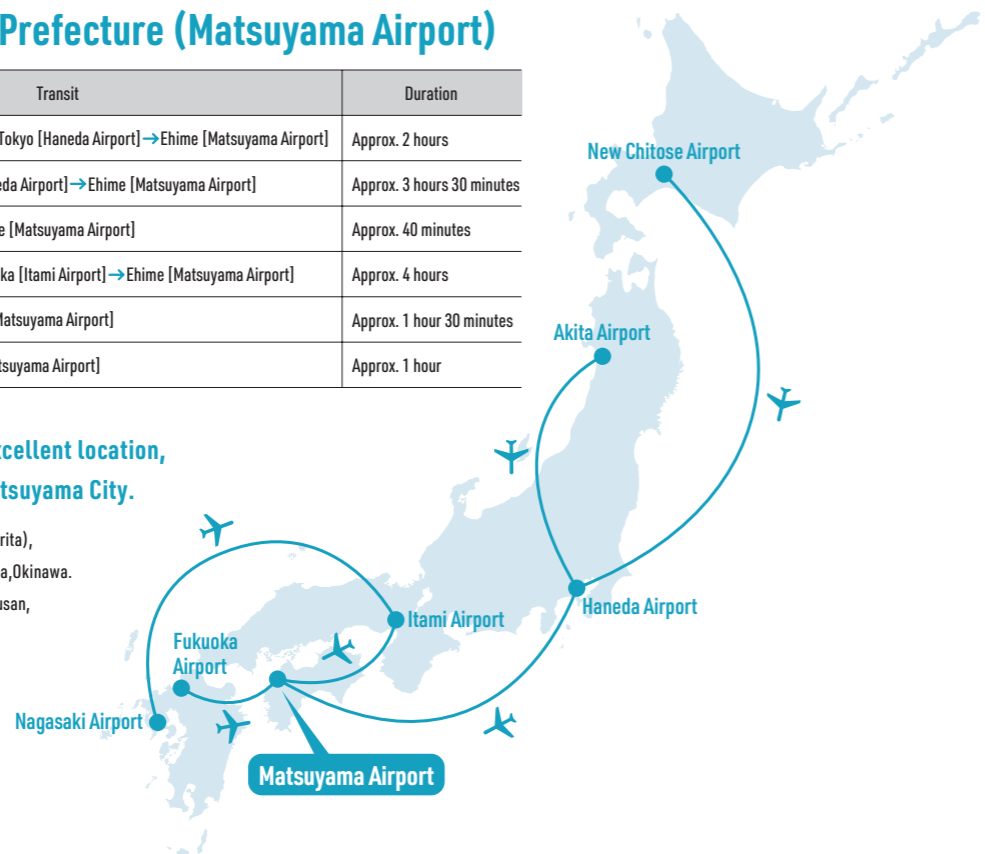 Prefecture (Matsuyama Airport)
Transit Duration
Tokyo [Haneda Airport]→Ehime [Matsuyama Airport] Approx. 2 hours
Airport]→Ehime [Matsuyama Airport] Approx. 3 hours 30 minutes
[Matsuyama Airport] Approx. 40 minutes
[Itami Airport]→Ehime [Matsuyama Airport] Approx. 4 hours
Matsuyama Airport] Approx. 1 hour 30 minutes
Airport] Approx. 1 hour
xcellent location,
tsuyama City.
rita),
a,Okinawa.
usan,
New Chitose Airport
Akita Airport
Haneda Airport
Itami Airport
Fukuoka
Airport
Nagasaki Airport
Matsuyama Airport